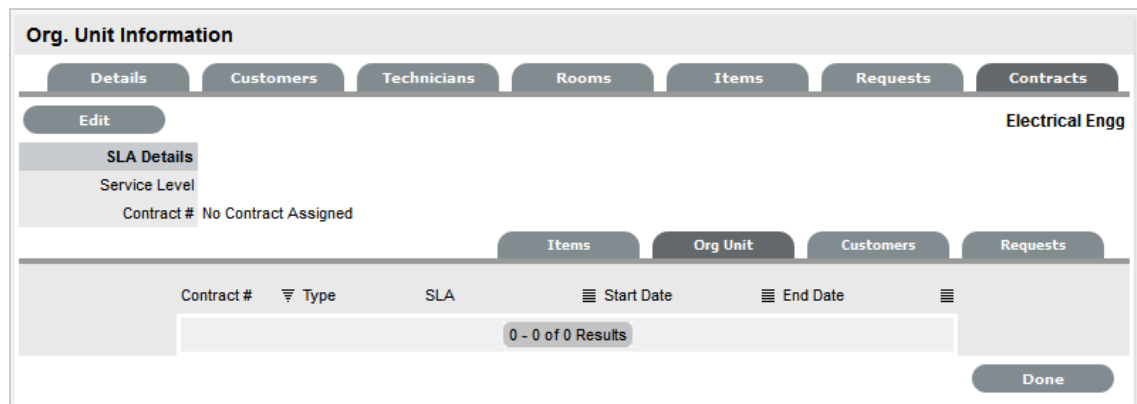 Org. Unit Information
Details Customers Technicians Rooms Items Requests Contracts
Edit Electrical Engg
SLA Details
Service Level
Contract # No Contract Assigned
Items Org Unit Customers Requests
Contract # Type SLA Start Date End Date
0 - 0 of 0 Results
Done